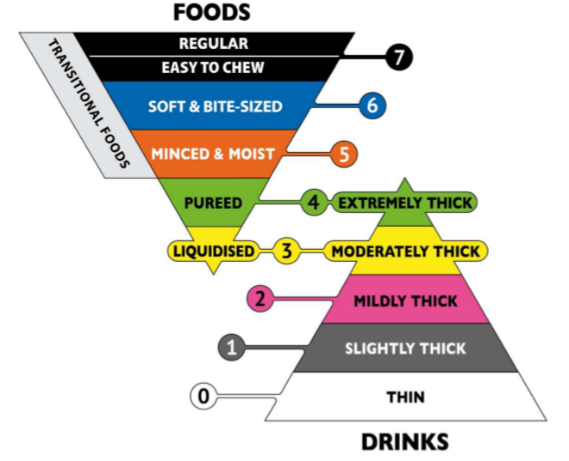 FOODS
REGULAR
7
EASY TO CHEW
TRANSITIONAL FOODS
SOFT & BITE-SIZED
6
MINCED & MOIST
5
PUREED
4
EXTREMELY THICK
LIQUIDISED
3
MODERATELY THICK
2
MILDLY THICK
1
SLIGHTLY THICK
0
THIN
DRINKS